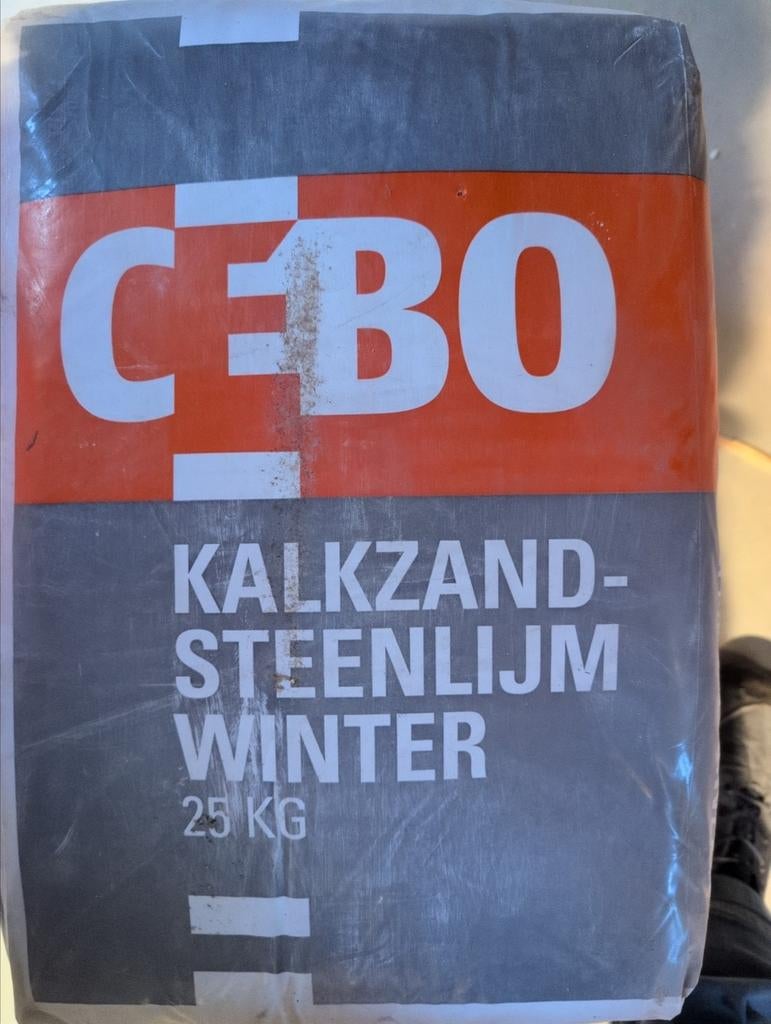 CEBO
KALKZAND-
STEENLIJM
WINTER
25 KG